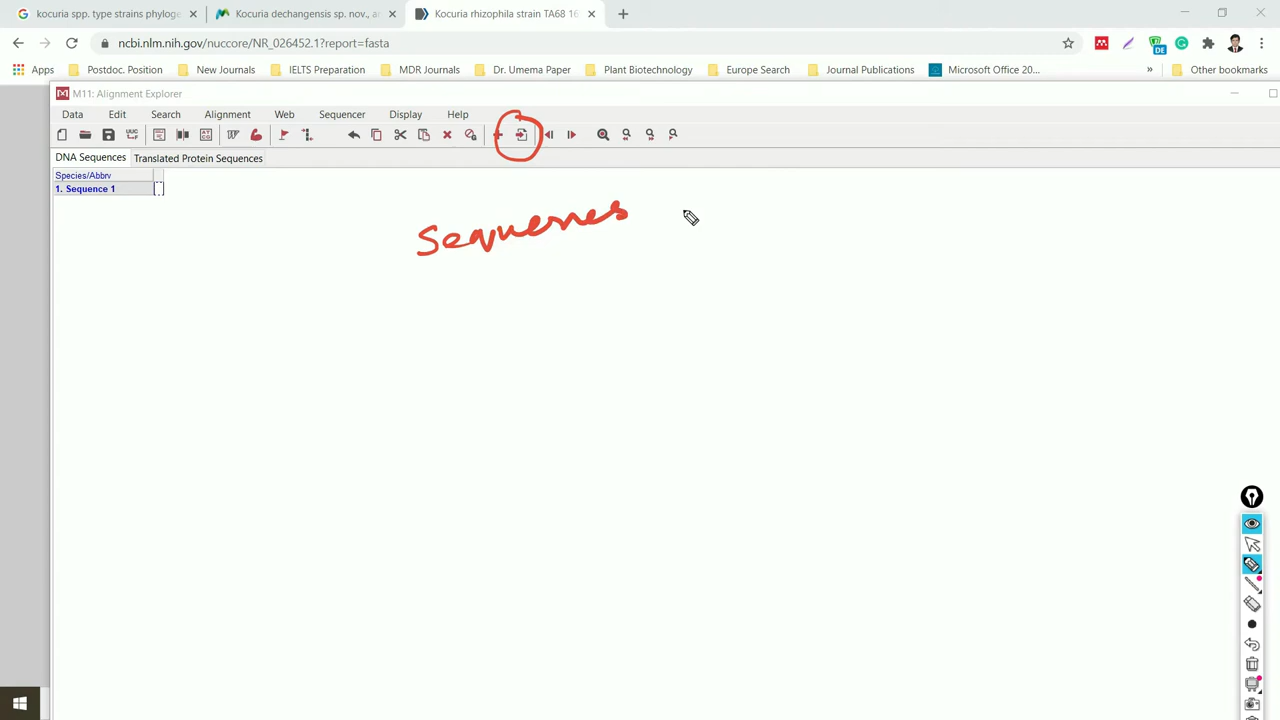 kocuria spp. type strains phyloge
Kocuria dechangensis sp. nov., a
Kocuria rhizophila strain TA68 16
ncbi.nlm.nih.gov/nuccore/NR_026452.1?report=fasta
DE
Apps Postdoc. Position New Journals IELTS Preparation MDR Journals Dr. Umema Paper Plant Biotechnology Europe Search Journal Publications Microsoft Office 20... » Other bookmarks
M11: Alignment Explorer
Data Edit Search Alignment Web Sequencer Display Help
DNA Sequences Translated Protein Sequences
Species/Abbrv
1. Sequence 1
Sequenes